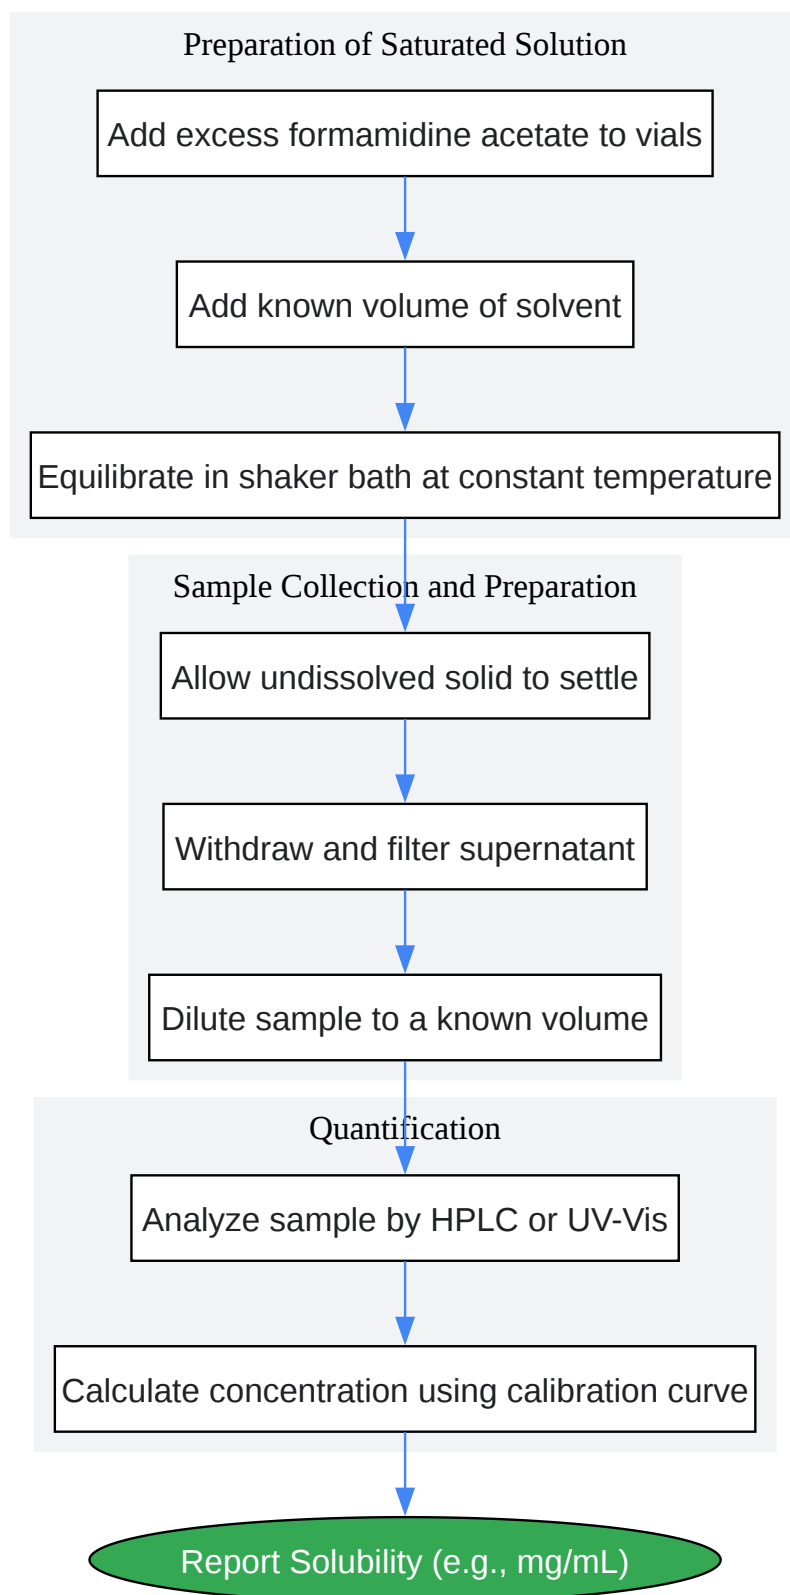 Preparation of Saturated Solution
Add excess formamidine acetate to vials
Add known volume of solvent
Equilibrate in shaker bath at constant temperature
Sample Collection and Preparation
Allow undissolved solid to settle
Withdraw and filter supernatant
Dilute sample to a known volume
Quantification
Analyze sample by HPLC or UV-Vis
Calculate concentration using calibration curve
Report Solubility (e.g., mg/mL)